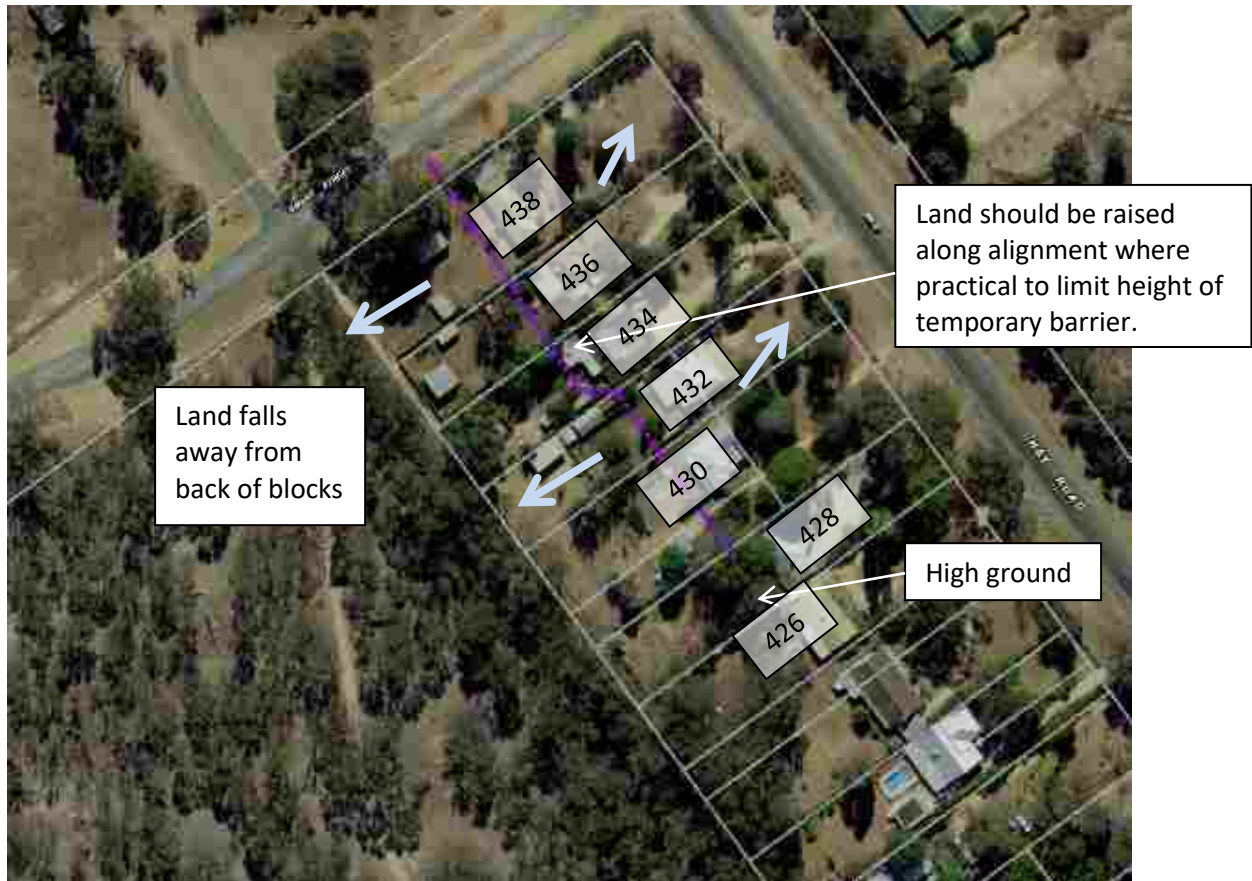 438
436
434
432
430
428
426
Land should be raised
along alignment where
practical to limit height of
temporary barrier.
Land falls
away from
back of blocks
High ground